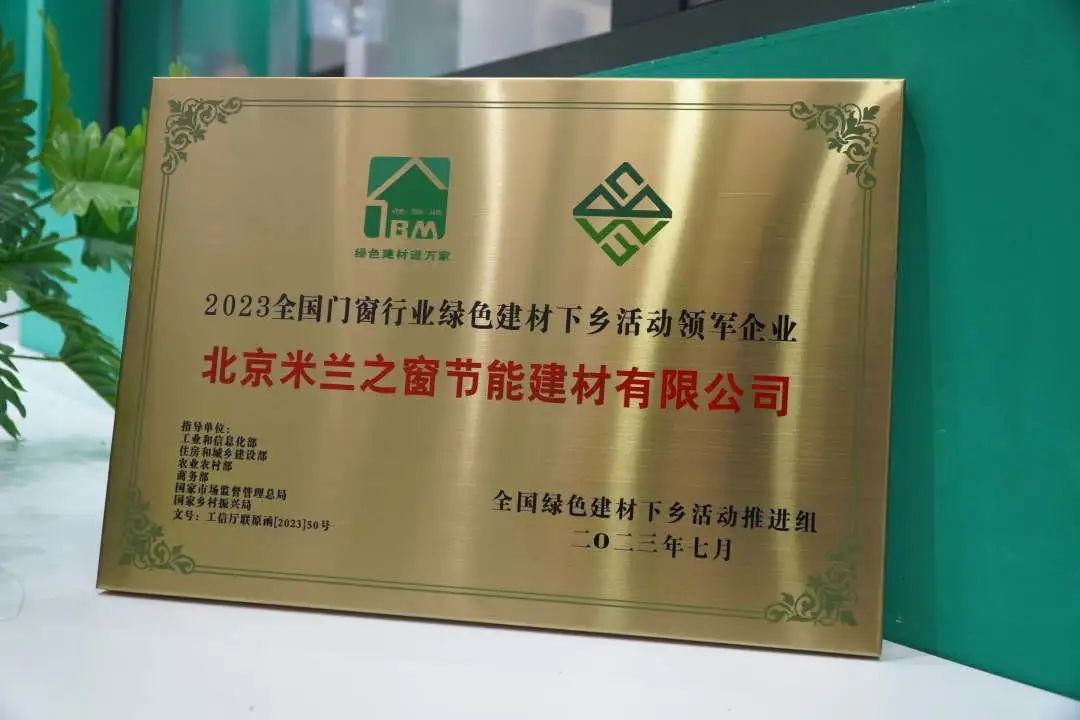 BM
绿色建材进万家
2023全国门窗行业绿色建材下乡活动领军企业
北京米兰之窗节能建材有限公司
指导单位：
工业和信息化部
住房和城乡建设部
农业农村部
商务部
国家市场监督管理总局
国家乡村振兴局
文号：工信厅联原函[2023]50号
全国绿色建材下乡活动推进组
二〇二三年七月